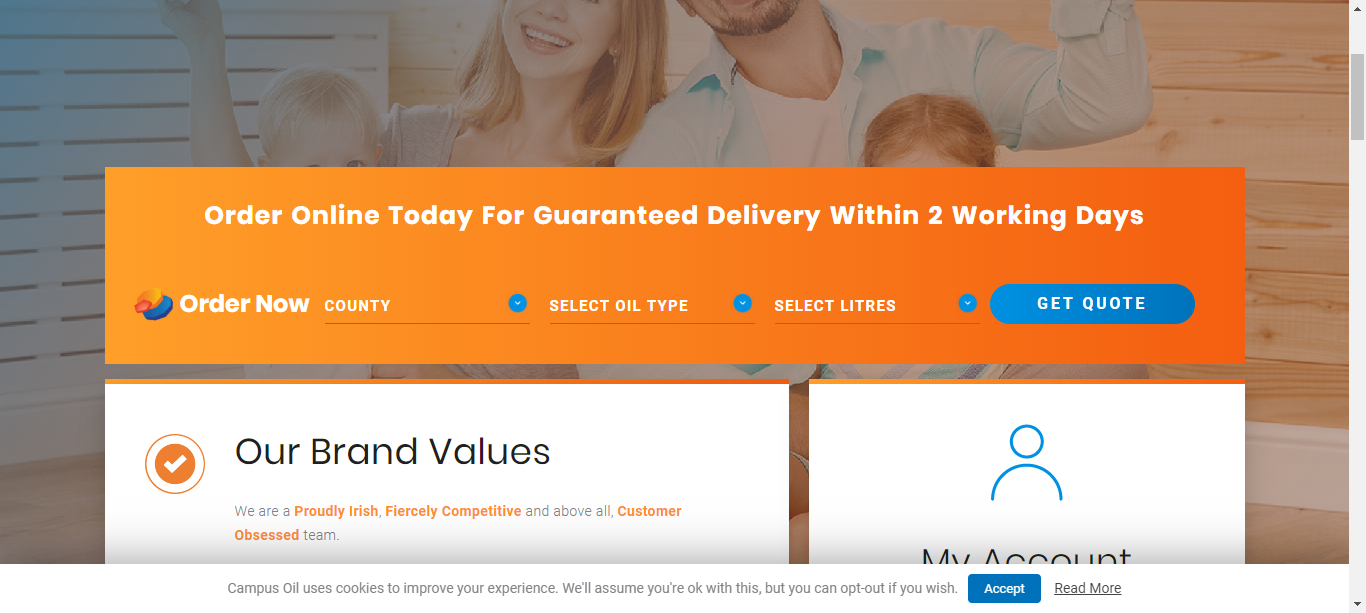 Order Online Today For Guaranteed Delivery Within 2 Working Days
Order Now COUNTY SELECT OIL TYPE SELECT LITRES GET QUOTE
Our Brand Values
We are a Proudly Irish, Fiercely Competitive and above all, Customer
Obsessed team.
My Account
Campus Oil uses cookies to improve your experience. We'll assume you're ok with this, but you can opt-out if you wish. Accept Read More